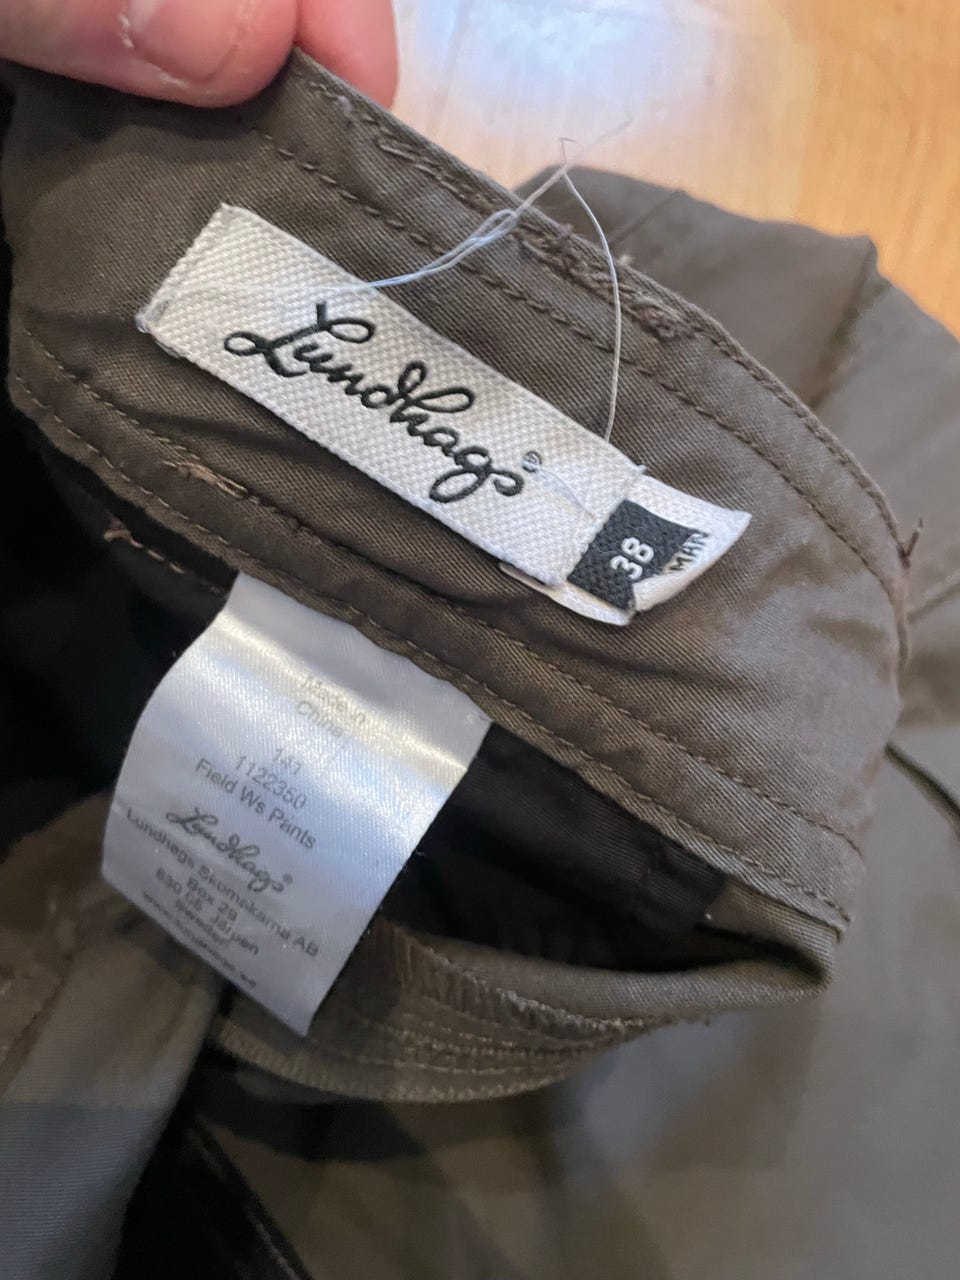 Lundhags®
38
MAN
Made in
China
141
1122350
Field Ws Pants
Lundhags®
Lundhags Skomakarna AB
Box 29
830 05 Järpen
Sweden